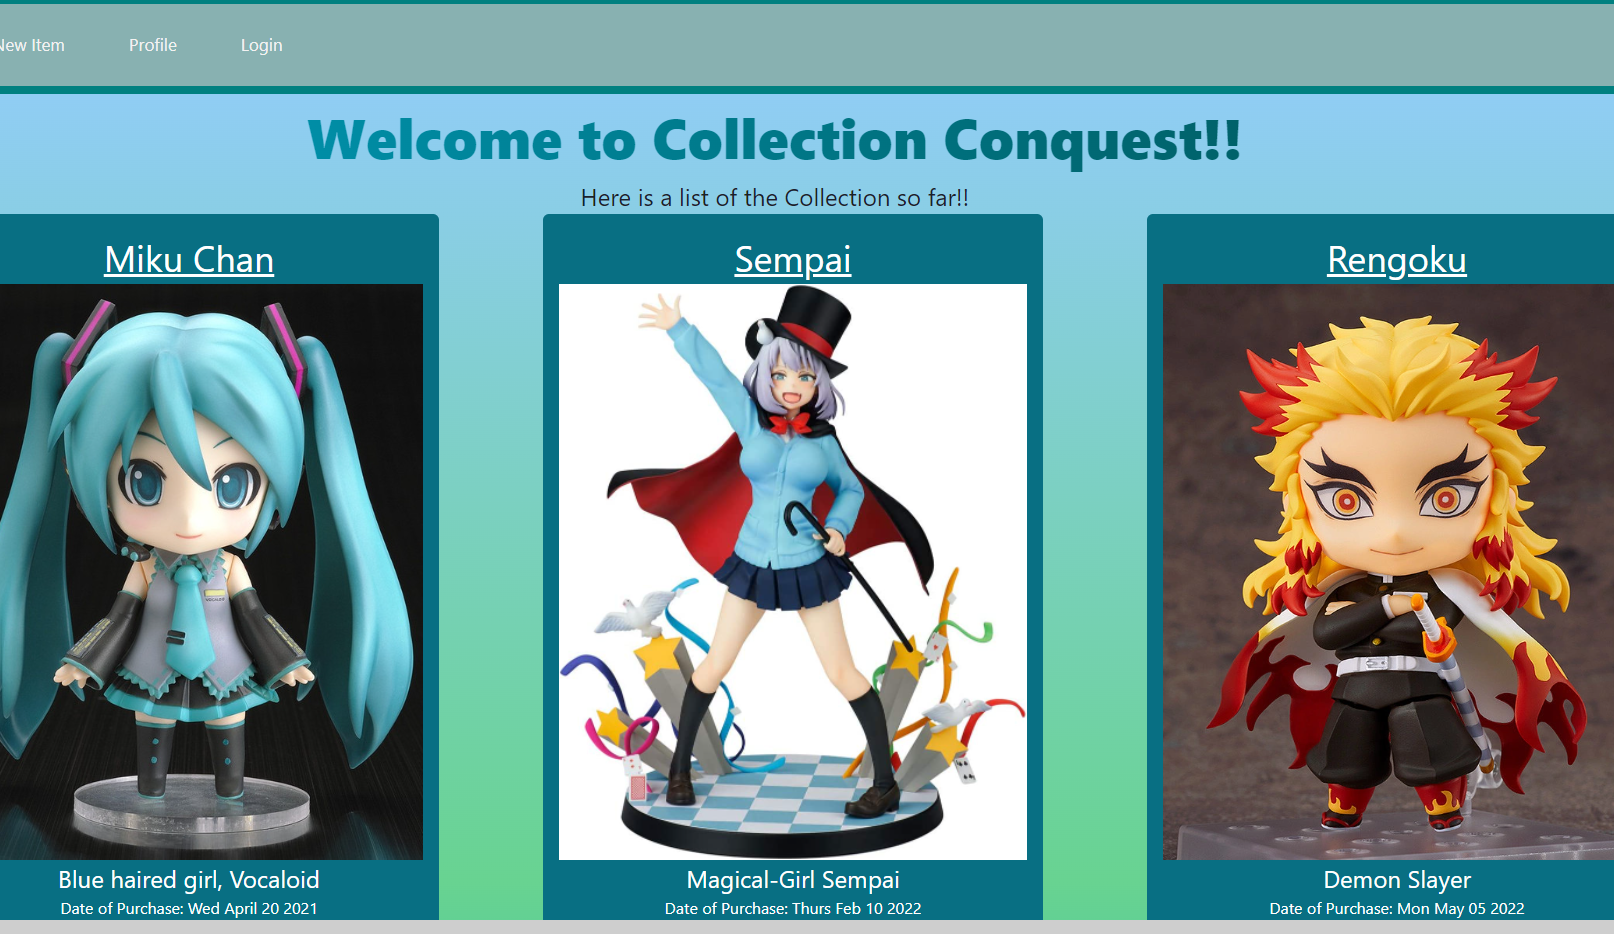 New Item Profile Login
Welcome to Collection Conquest!!
Here is a list of the Collection so far!!
Miku Chan
Sempai
Rengoku
Blue haired girl, Vocaloid
Date of Purchase: Wed April 20 2021
Magical-Girl Sempai
Date of Purchase: Thurs Feb 10 2022
Demon Slayer
Date of Purchase: Mon May 05 2022